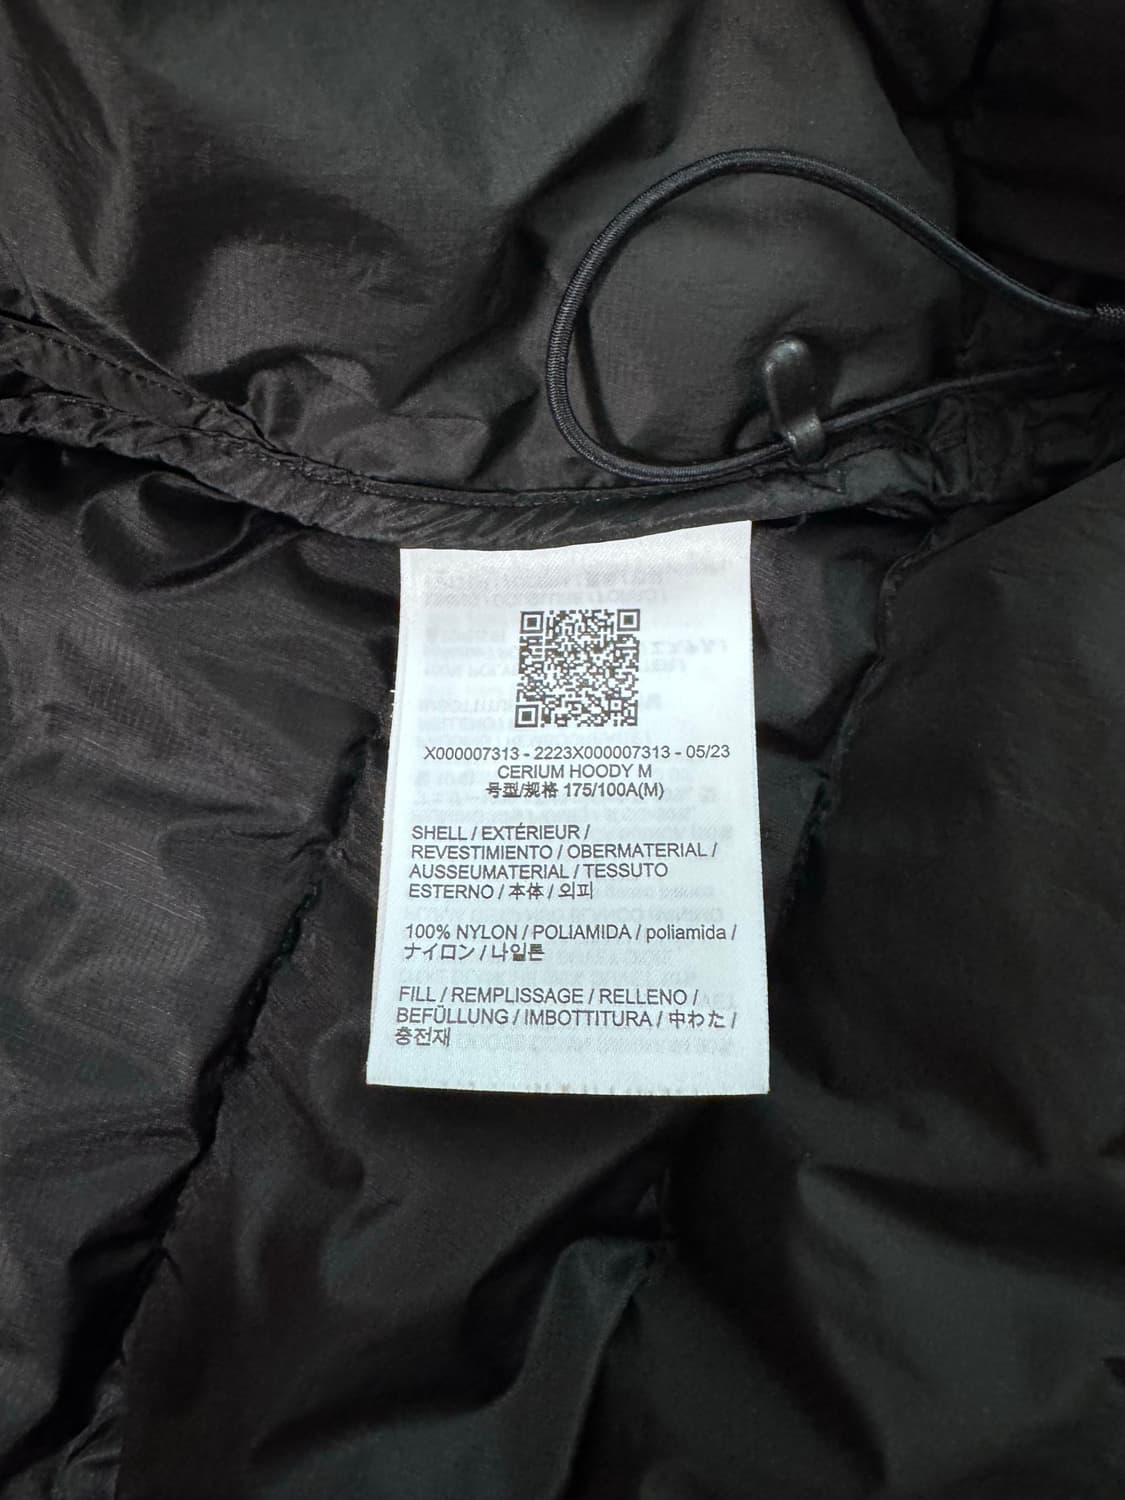 X000007313 - 2223X000007313 - 05/23
CERIUM HOODY M
号型/规格 175/100A(M)
SHELL / EXTÉRIEUR /
REVESTIMIENTO / OBERMATERIAL /
AUSSEUMATERIAL / TESSUTO
ESTERNO / 本体 / 외피
100% NYLON / POLIAMIDA / poliamida /
ナイロン / 나일론
FILL / REMPLISSAGE / RELLENO /
BEFÜLLUNG / IMBOTTITURA / 中わた /
충전재